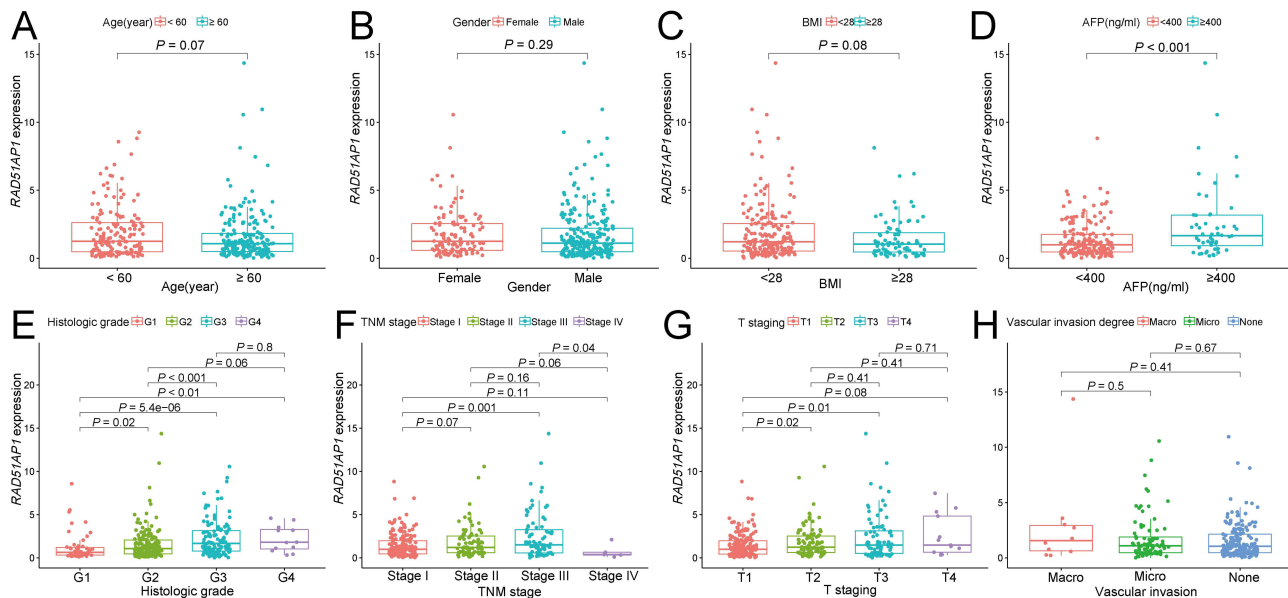 A
Age(year) < 60 ≥ 60
P = 0.07
15
10
5
0
RAD51AP1 expression
< 60 ≥ 60
Age(year)
B
Gender Female Male
P = 0.29
15
10
5
0
RAD51AP1 expression
Female Male
Gender
C
BMI <28 ≥28
P = 0.08
15
10
5
0
RAD51AP1 expression
<28 ≥28
BMI
D
AFP(ng/ml) <400 ≥400
P < 0.001
15
10
5
0
RAD51AP1 expression
<400 ≥400
AFP(ng/ml)
E
Histologic grade G1 G2 G3 G4
P = 0.8
P = 0.06
P < 0.001
P < 0.01
P = 5.4e−06
P = 0.02
20
15
10
5
0
RAD51AP1 expression
G1 G2 G3 G4
Histologic grade
F
TNM stage Stage I Stage II Stage III Stage IV
P = 0.04
P = 0.06
P = 0.16
P = 0.11
P = 0.001
P = 0.07
20
15
10
5
0
RAD51AP1 expression
Stage I Stage II Stage III Stage IV
TNM stage
G
T staging T1 T2 T3 T4
P = 0.71
P = 0.41
P = 0.41
P = 0.08
P = 0.01
P = 0.02
20
15
10
5
0
RAD51AP1 expression
T1 T2 T3 T4
T staging
H
Vascular invasion degree Macro Micro None
P = 0.67
P = 0.41
P = 0.5
15
10
5
0
RAD51AP1 expression
Macro Micro None
Vascular invasion